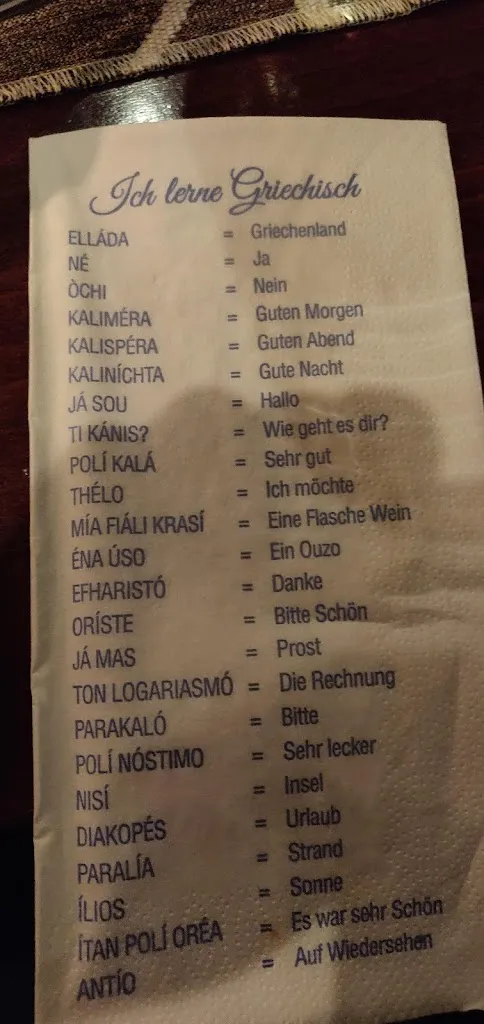 Ich lerne Griechisch
ELLÁDA = Griechenland
NÉ = Ja
ÒCHI = Nein
KALIMÉRA = Guten Morgen
KALISPÉRA = Guten Abend
KALINÍCHTA = Gute Nacht
JÁ SOU = Hallo
TI KÁNIS? = Wie geht es dir?
POLÍ KALÁ = Sehr gut
THÉLO = Ich möchte
MÍA FIÁLI KRASÍ = Eine Flasche Wein
ÉNA ÚSO = Ein Ouzo
EFHARISTÓ = Danke
ORÍSTE = Bitte Schön
JÁ MAS = Prost
TON LOGARIASMÓ = Die Rechnung
PARAKALÓ = Bitte
POLÍ NÓSTIMO = Sehr lecker
NISÍ = Insel
DIAKOPÉS = Urlaub
PARALÍA = Strand
ÍLIOS = Sonne
ÍTAN POLÍ ORÉA = Es war sehr Schön
ANTÍO = Auf Wiedersehen